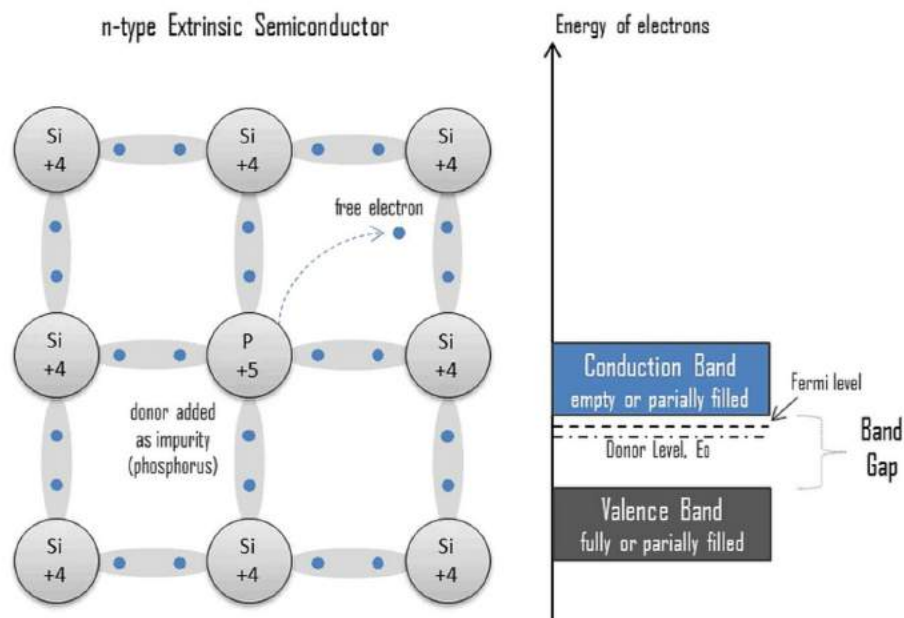 n-type Extrinsic Semiconductor
Energy of electrons
Si
+4
Si
+4
Si
+4
free electron
Si
+4
P
+5
Si
+4
donor added
as impurity
(phosphorus)
Si
+4
Si
+4
Si
+4
Conduction Band
empty or parially filled
Fermi level
Donor Level, ED
Band
Gap
Valence Band
fully or partially filled